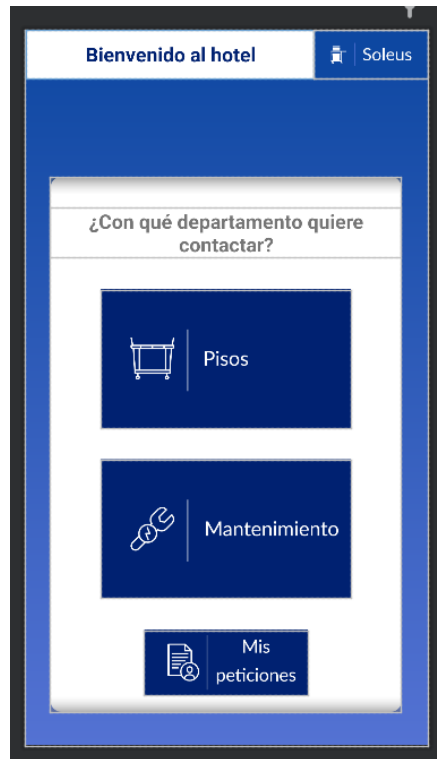 Bienvenido al hotel
Soleus
¿Con qué departamento quiere
contactar?
Pisos
Mantenimiento
Mis
peticiones